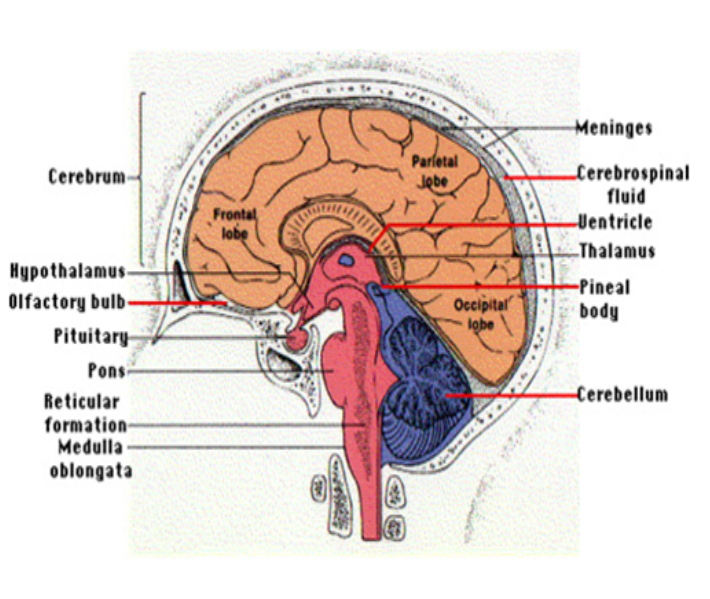 Meninges
Parietal
lobe
Cerebrum
Cerebrospinal
fluid
Frontal
lobe
Ventricle
Thalamus
Hypothalamus
Pineal
body
Olfactory bulb
Occipital
lobe
Pituitary
Pons
Cerebellum
Reticular
formation
Medulla
oblongata